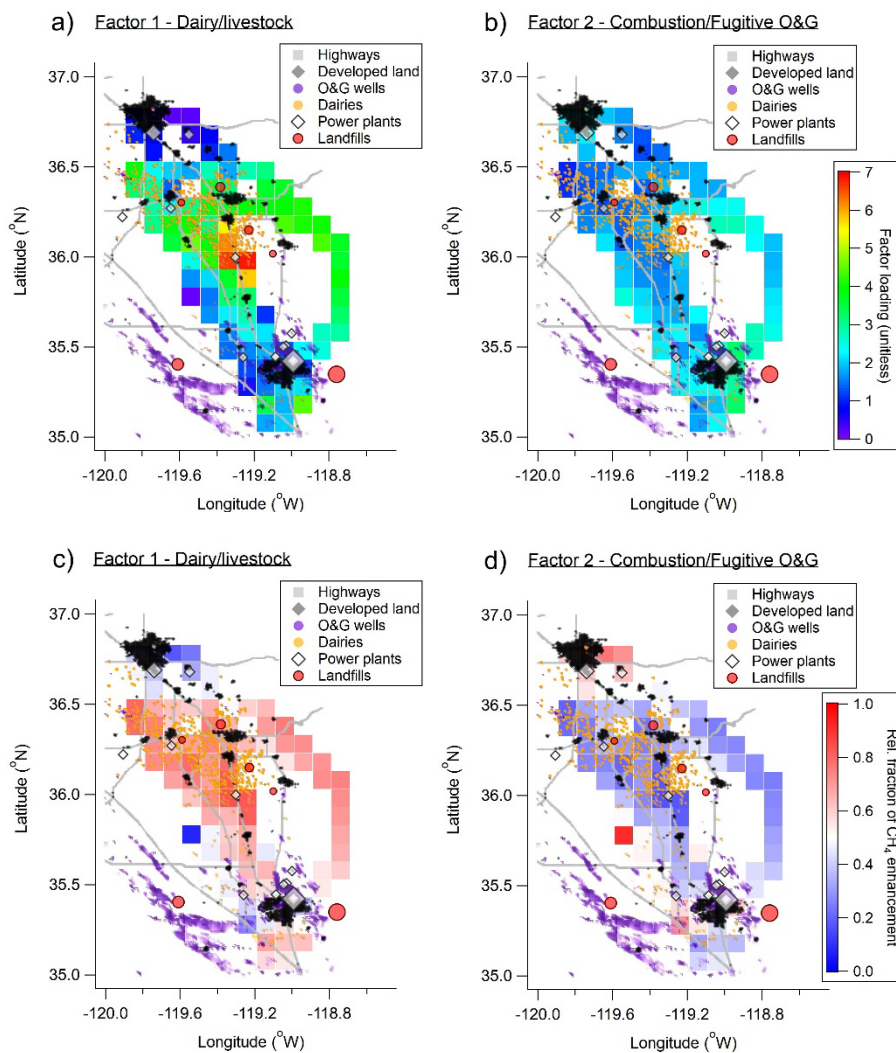 a) Factor 1 - Dairy/livestock
Highways
Developed land
O&G wells
Dairies
Power plants
Landfills
37.0
36.5
36.0
35.5
35.0
Latitude (°N)
-120.0 -119.6 -119.2 -118.8
Longitude (°W)
b) Factor 2 - Combustion/Fugitive O&G
Highways
Developed land
O&G wells
Dairies
Power plants
Landfills
37.0
36.5
36.0
35.5
35.0
Latitude (°N)
-120.0 -119.6 -119.2 -118.8
Longitude (°W)
7
6
5
4
3
2
1
0
Factor loading (unitless)
c) Factor 1 - Dairy/livestock
Highways
Developed land
O&G wells
Dairies
Power plants
Landfills
37.0
36.5
36.0
35.5
35.0
Latitude (°N)
-120.0 -119.6 -119.2 -118.8
Longitude (°W)
d) Factor 2 - Combustion/Fugitive O&G
Highways
Developed land
O&G wells
Dairies
Power plants
Landfills
37.0
36.5
36.0
35.5
35.0
Latitude (°N)
-120.0 -119.6 -119.2 -118.8
Longitude (°W)
1.0
0.8
0.6
0.4
0.2
0.0
Rel. fraction of CH₄ enhancement